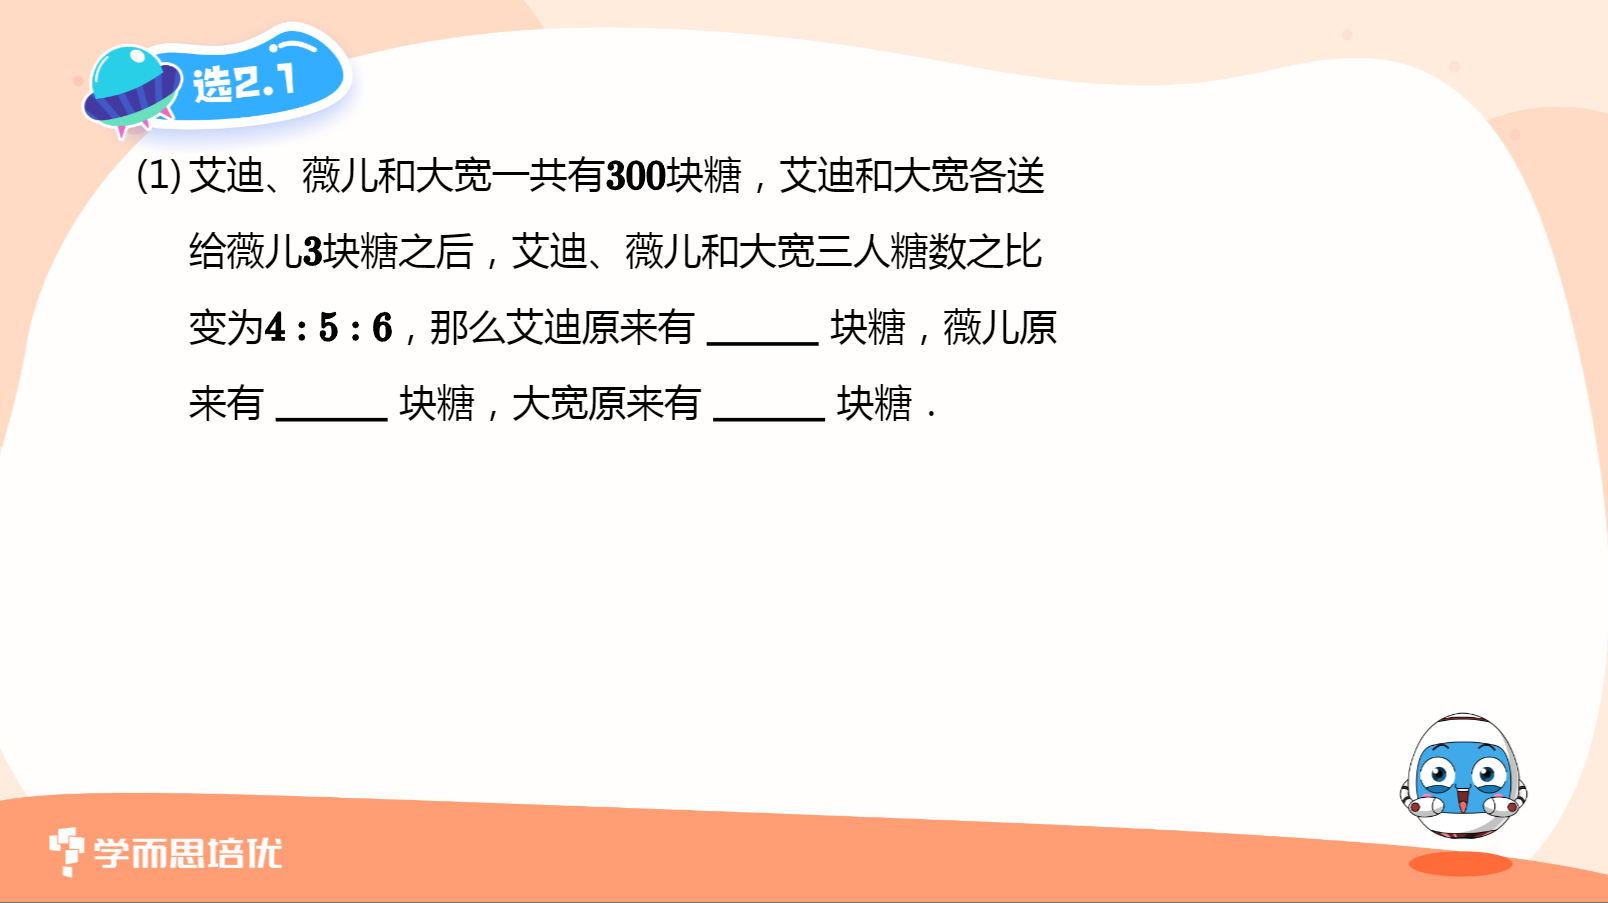 选2.1
(1) 艾迪、薇儿和大宽一共有300块糖，艾迪和大宽各送
给薇儿3块糖之后，艾迪、薇儿和大宽三人糖数之比
变为4 : 5 : 6，那么艾迪原来有 ______ 块糖，薇儿原
来有 ______ 块糖，大宽原来有 ______ 块糖．
学而思培优